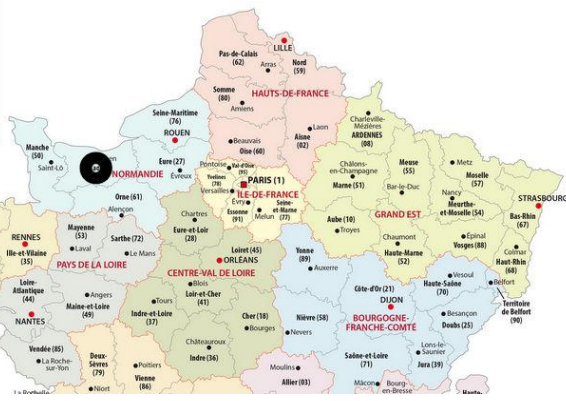 LILLE
Pas-de-Calais
(62)
Arras
Nord
(59)
Somme
(80)
HAUTS-DE-FRANCE
Amiens
Seine-Maritime
(76)
ROUEN
Beauvais
Oise (60)
Laon
Aisne
(02)
Charleville-
Mézières
ARDENNES
(08)
Manche
(50)
Saint-Lô
en
NORMANDIE
Eure (27)
Évreux
Orne (61)
Alençon
Pontoise
Val-d'Oise
(95)
Yvelines
(78)
Versailles
PARIS (1)
ÎLE-DE-FRANCE
Évry
Essonne
(91)
Melun
Seine-
et-Marne
(77)
Châlons-
en-Champagne
Marne (51)
Meuse
(55)
Bar-le-Duc
Metz
Moselle
(57)
Nancy
Meurthe-
et-Moselle (54)
STRASBOURG
Bas-Rhin
(67)
GRAND EST
Aube (10)
Troyes
Chaumont
Haute-Marne
(52)
Épinal
Vosges (88)
Colmar
Haut-Rhin
(68)
RENNES
Ille-et-Vilaine
(35)
Mayenne
(53)
Laval
Sarthe (72)
Le Mans
PAYS DE LA LOIRE
Chartres
Eure-et-Loir
(28)
Loiret (45)
ORLÉANS
CENTRE-VAL DE LOIRE
Blois
Loir-et-Cher
(41)
Tours
Indre-et-Loire
(37)
Cher (18)
Bourges
Châteauroux
Indre (36)
Yonne
(89)
Auxerre
Côte-d'Or (21)
DIJON
BOURGOGNE-
FRANCHE-COMTÉ
Nièvre (58)
Nevers
Saône-et-Loire
(71)
Mâcon
Vesoul
Haute-Saône
(70)
Belfort
Territoire
de Belfort
(90)
Besançon
Doubs (25)
Lons-le-
Saunier
Jura (39)
Loire-
Atlantique
(44)
NANTES
Angers
Maine-et-Loire
(49)
Vendée (85)
La Roche-
sur-Yon
Deux-
Sèvres
(79)
Niort
Poitiers
Vienne
(86)
Moulins
Allier (03)
Bourg-
en-Bresse
La Rochelle
Haute-